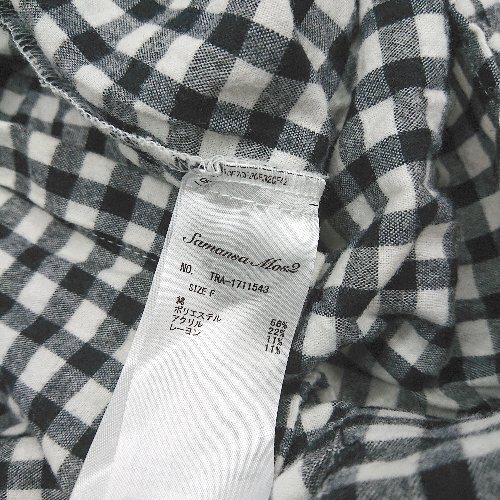 Samansa Mos2
NO. TRA-1711543
SIZE F
綿 56%
ポリエステル 22%
アクリル 11%
レーヨン 11%